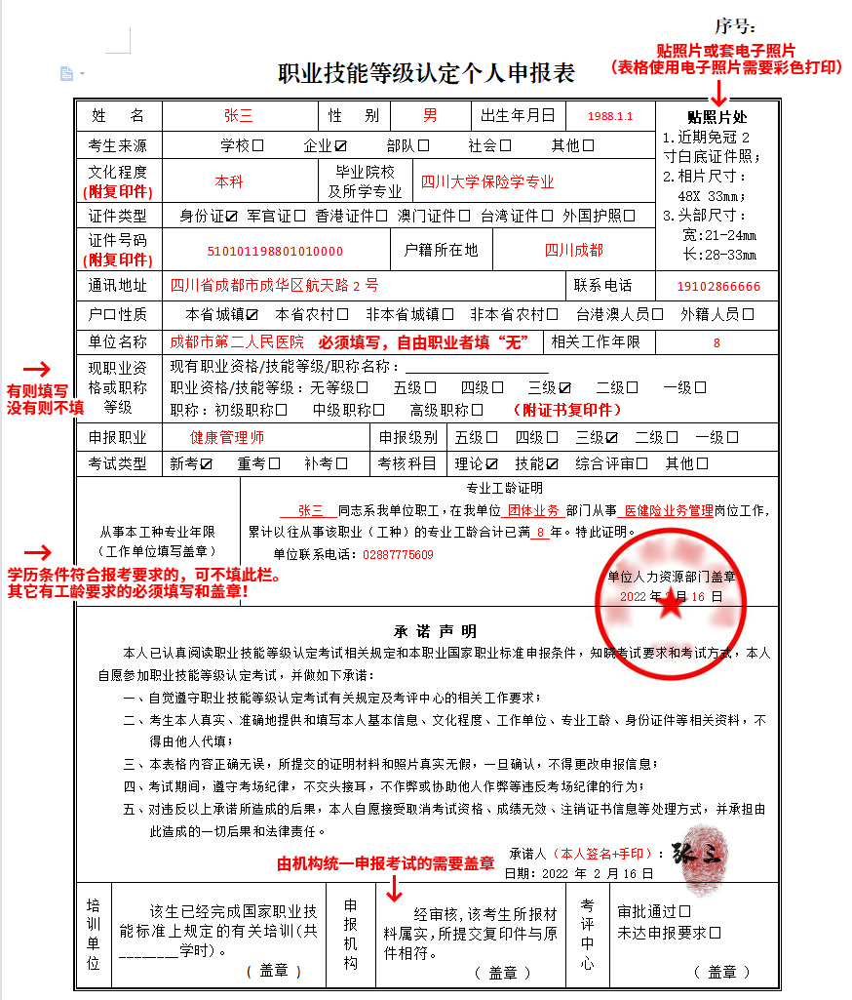 序号：
贴照片或套电子照片
（表格使用电子照片需要彩色打印）
职业技能等级认定个人申报表
姓 名 张三 性 别 男 出生年月日 1988.1.1
贴照片处
1.近期免冠 2
寸白底证件照；
2.相片尺寸：
48X 33mm；
3.头部尺寸：
宽:21-24mm
长:28-33mm
考生来源 学校☐ 企业☑ 部队☐ 社会☐ 其他☐
文化程度
(附复印件)
本科
毕业院校
及所学专业
四川大学保险学专业
证件类型 身份证☑ 军官证☐ 香港证件☐ 澳门证件☐ 台湾证件☐ 外国护照☐
证件号码
(附复印件)
510101198801010000 户籍所在地 四川成都
通讯地址 四川省成都市成华区航天路 2 号 联系电话 19102866666
户口性质 本省城镇☑ 本省农村☐ 非本省城镇☐ 非本省农村☐ 台港澳人员☐ 外籍人员☐
单位名称 成都市第二人民医院 必须填写，自由职业者填“无” 相关工作年限 8
有则填写
没有则不填
现职业资
格或职称
等级
现有职业资格/技能等级/职称名称：____________________
职业资格/技能等级：无等级☐ 五级☐ 四级☐ 三级☑ 二级☐ 一级☐
职称：初级职称☐ 中级职称☐ 高级职称☐ （附证书复印件）
申报职业 健康管理师 申报级别 五级☐ 四级☐ 三级☑ 二级☐ 一级☐
考试类型 新考☑ 重考☐ 补考☐ 考核科目 理论☑ 技能☑ 综合评审☐ 其他☐
从事本工种专业年限
（工作单位填写盖章）
学历条件符合报考要求的，可不填此栏。
其它有工龄要求的必须填写和盖章！
专业工龄证明
张三 同志系我单位职工，在我单位 团体业务 部门从事 医健险业务管理岗位工作，
累计以往从事该职业（工种）的专业工龄合计已满 8 年。特此证明。
单位联系电话：02887775609
单位人力资源部门盖章
2022 年 月 16 日
承 诺 声 明
本人已认真阅读职业技能等级认定考试相关规定和本职业国家职业标准申报条件，知晓考试要求和考试方式，本人
自愿参加职业技能等级认定考试，并做如下承诺：
一、自觉遵守职业技能等级认定考试有关规定及考评中心的相关工作要求；
二、考生本人真实、准确地提供和填写本人基本信息、文化程度、工作单位、专业工龄、身份证件等相关资料，不
得由他人代填；
三、本表格内容正确无误，所提交的证明材料和照片真实无假，一旦确认，不得更改申报信息；
四、考试期间，遵守考场纪律，不交头接耳，不作弊或协助他人作弊等违反考场纪律的行为；
五、对违反以上承诺所造成的后果，本人自愿接受取消考试资格、成绩无效、注销证书信息等处理方式，并承担由
此造成的一切后果和法律责任。
承诺人（本人签名+手印）：张三
日期：2022 年 2 月 16 日
由机构统一申报考试的需要盖章
培训单位
该生已经完成国家职业技
能标准上规定的有关培训(共
________学时)。
( 盖章 )
申报机构
经审核,该考生所报材
料属实,所提交复印件与原
件相符。
（ 盖章 ）
考评中心
审批通过☐
未达申报要求☐
（ 盖章 ）